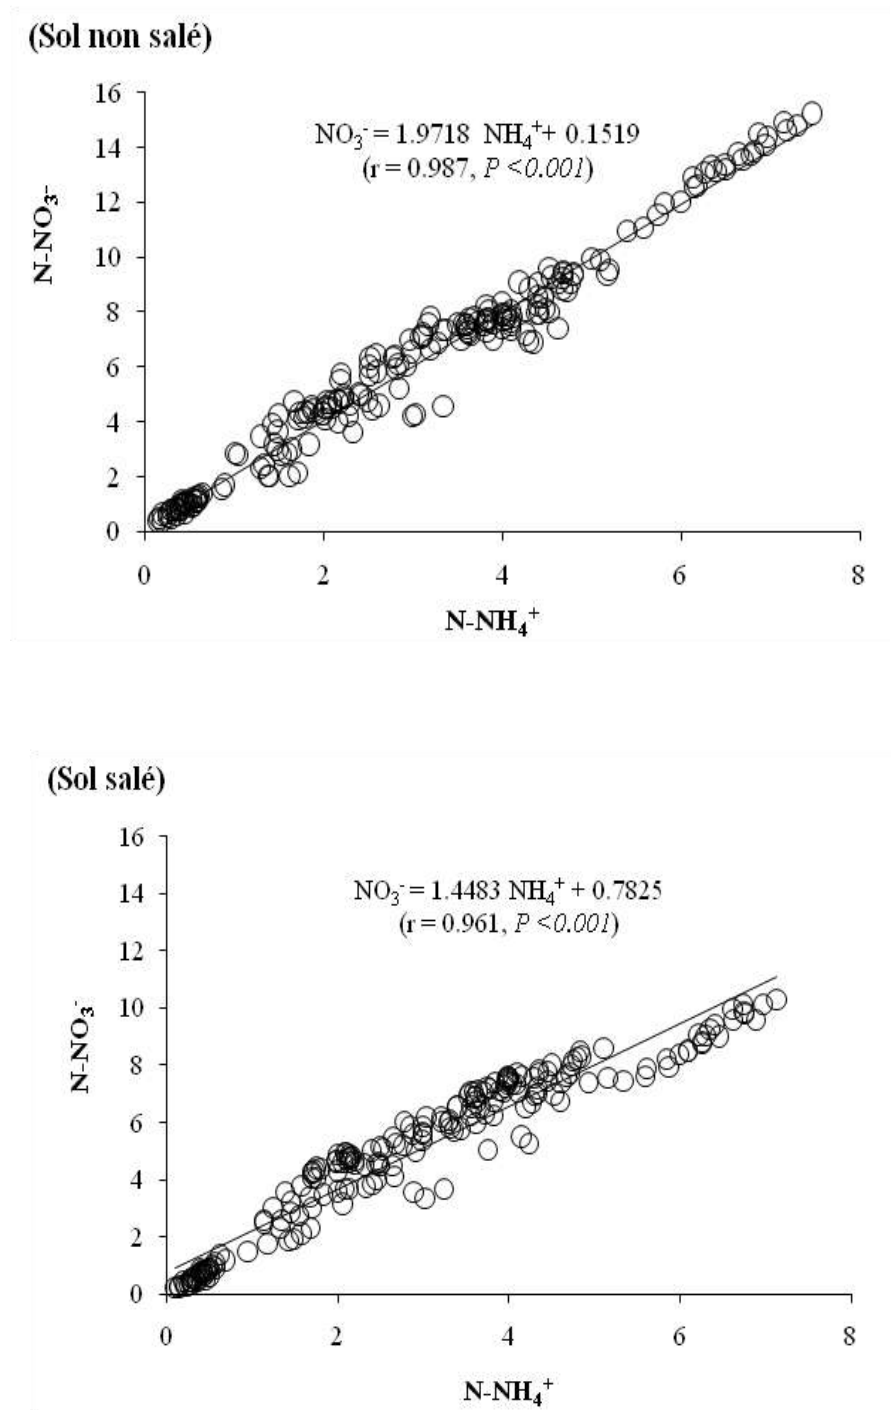 (Sol non salé)
16
14
12
10
8
6
4
2
0
N-NO₃⁻
NO₃⁻ = 1.9718 NH₄⁺ + 0.1519
(r = 0.987, P <0.001)
0 2 4 6 8
N-NH₄⁺
(Sol salé)
16
14
12
10
8
6
4
2
0
N-NO₃⁻
NO₃⁻ = 1.4483 NH₄⁺ + 0.7825
(r = 0.961, P <0.001)
0 2 4 6 8
N-NH₄⁺